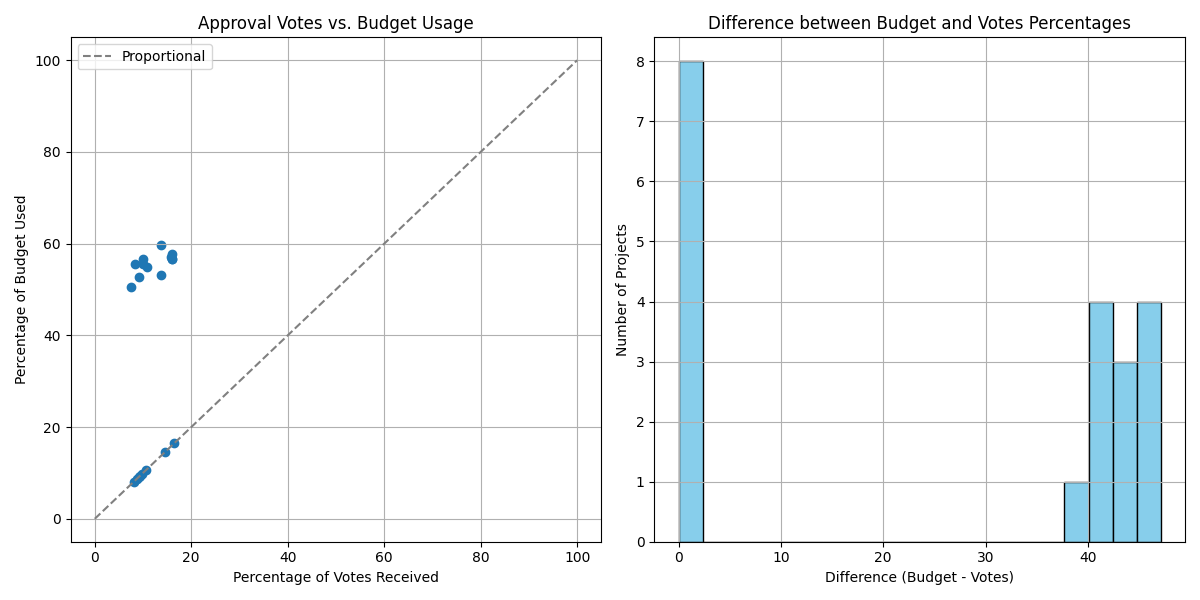 Approval Votes vs. Budget Usage
Proportional
100
80
60
40
20
0
Percentage of Budget Used
0 20 40 60 80 100
Percentage of Votes Received
Difference between Budget and Votes Percentages
8
7
6
5
4
3
2
1
0
Number of Projects
0 10 20 30 40
Difference (Budget - Votes)